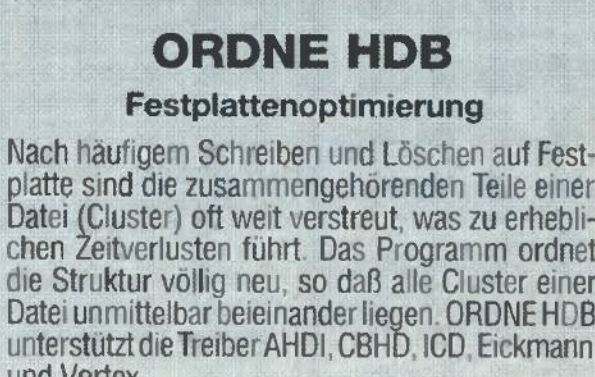 ORDNE HDB
Festplattenoptimierung
Nach häufigem Schreiben und Löschen auf Fest-
platte sind die zusammengehörenden Teile einer
Datei (Cluster) oft weit verstreut, was zu erhebli-
chen Zeitverlusten führt. Das Programm ordnet
die Struktur völlig neu, so daß alle Cluster einer
Datei unmittelbar beieinander liegen. ORDNE HDB
unterstützt die Treiber AHDI, CBHD, ICD, Eickmann
und Vortex